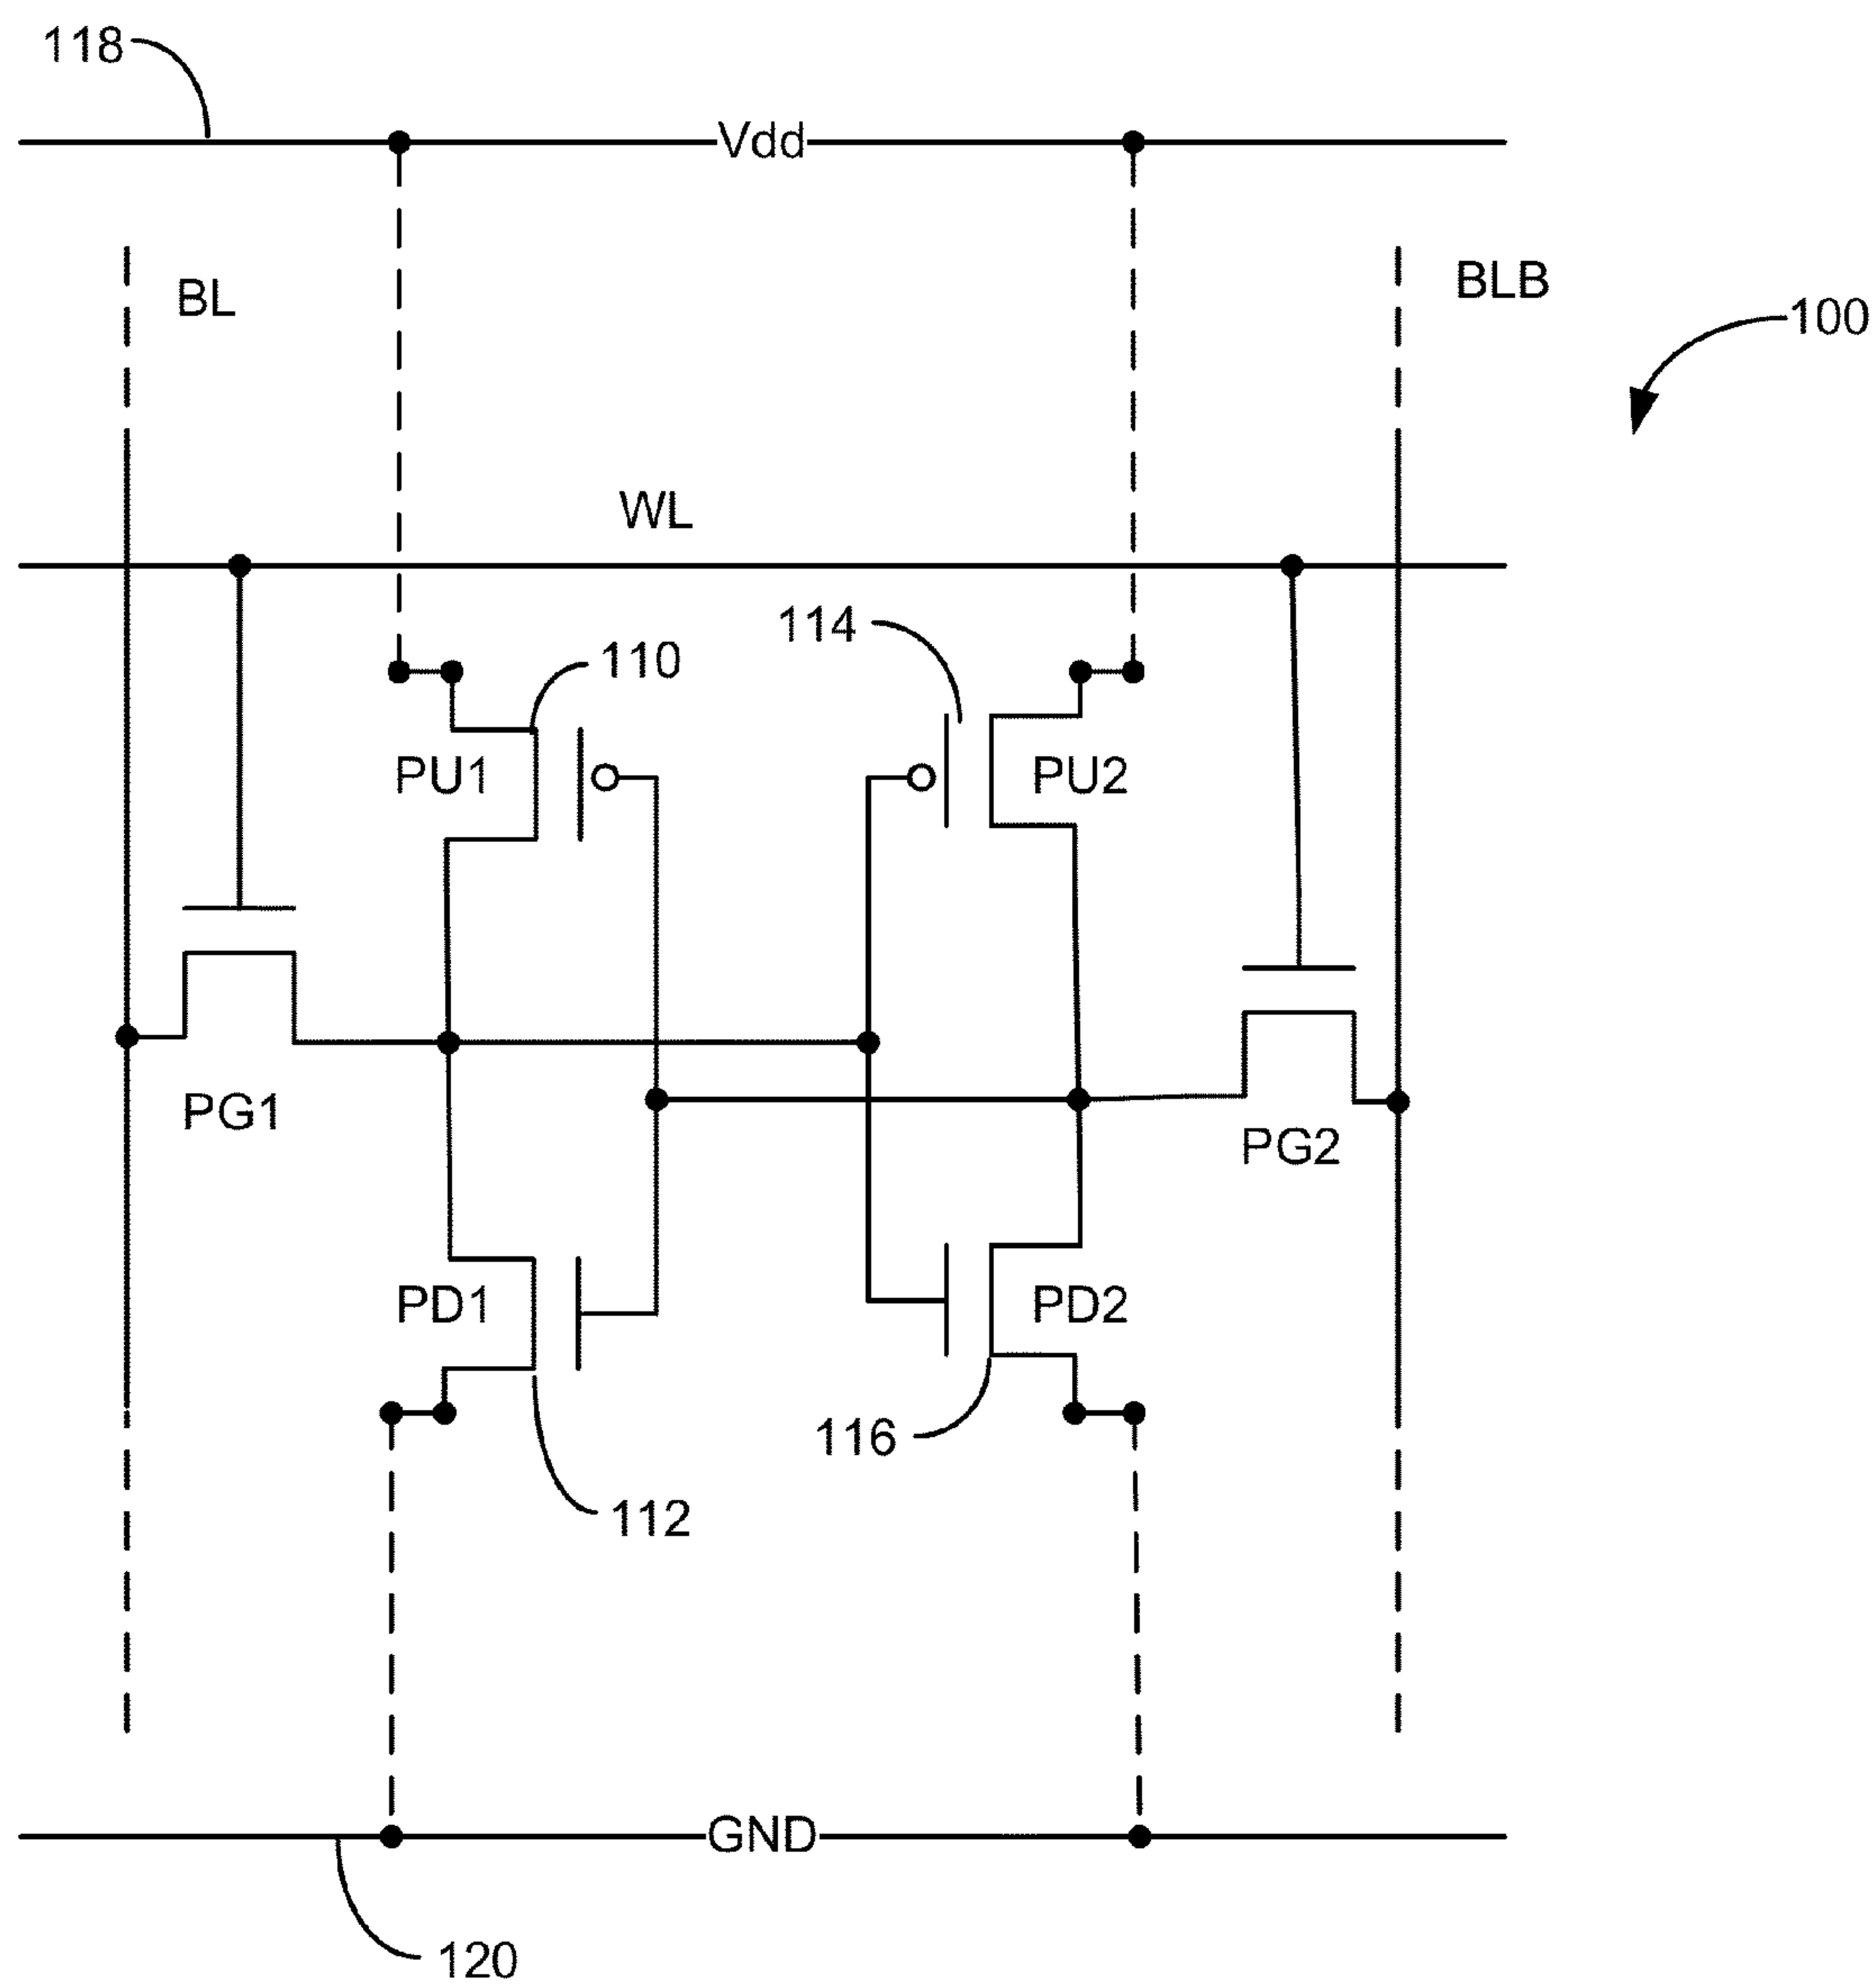 118
Vdd
BL
BLB
100
WL
114
110
PU1
PU2
PG1
PG2
PD1
PD2
116
112
GND
120